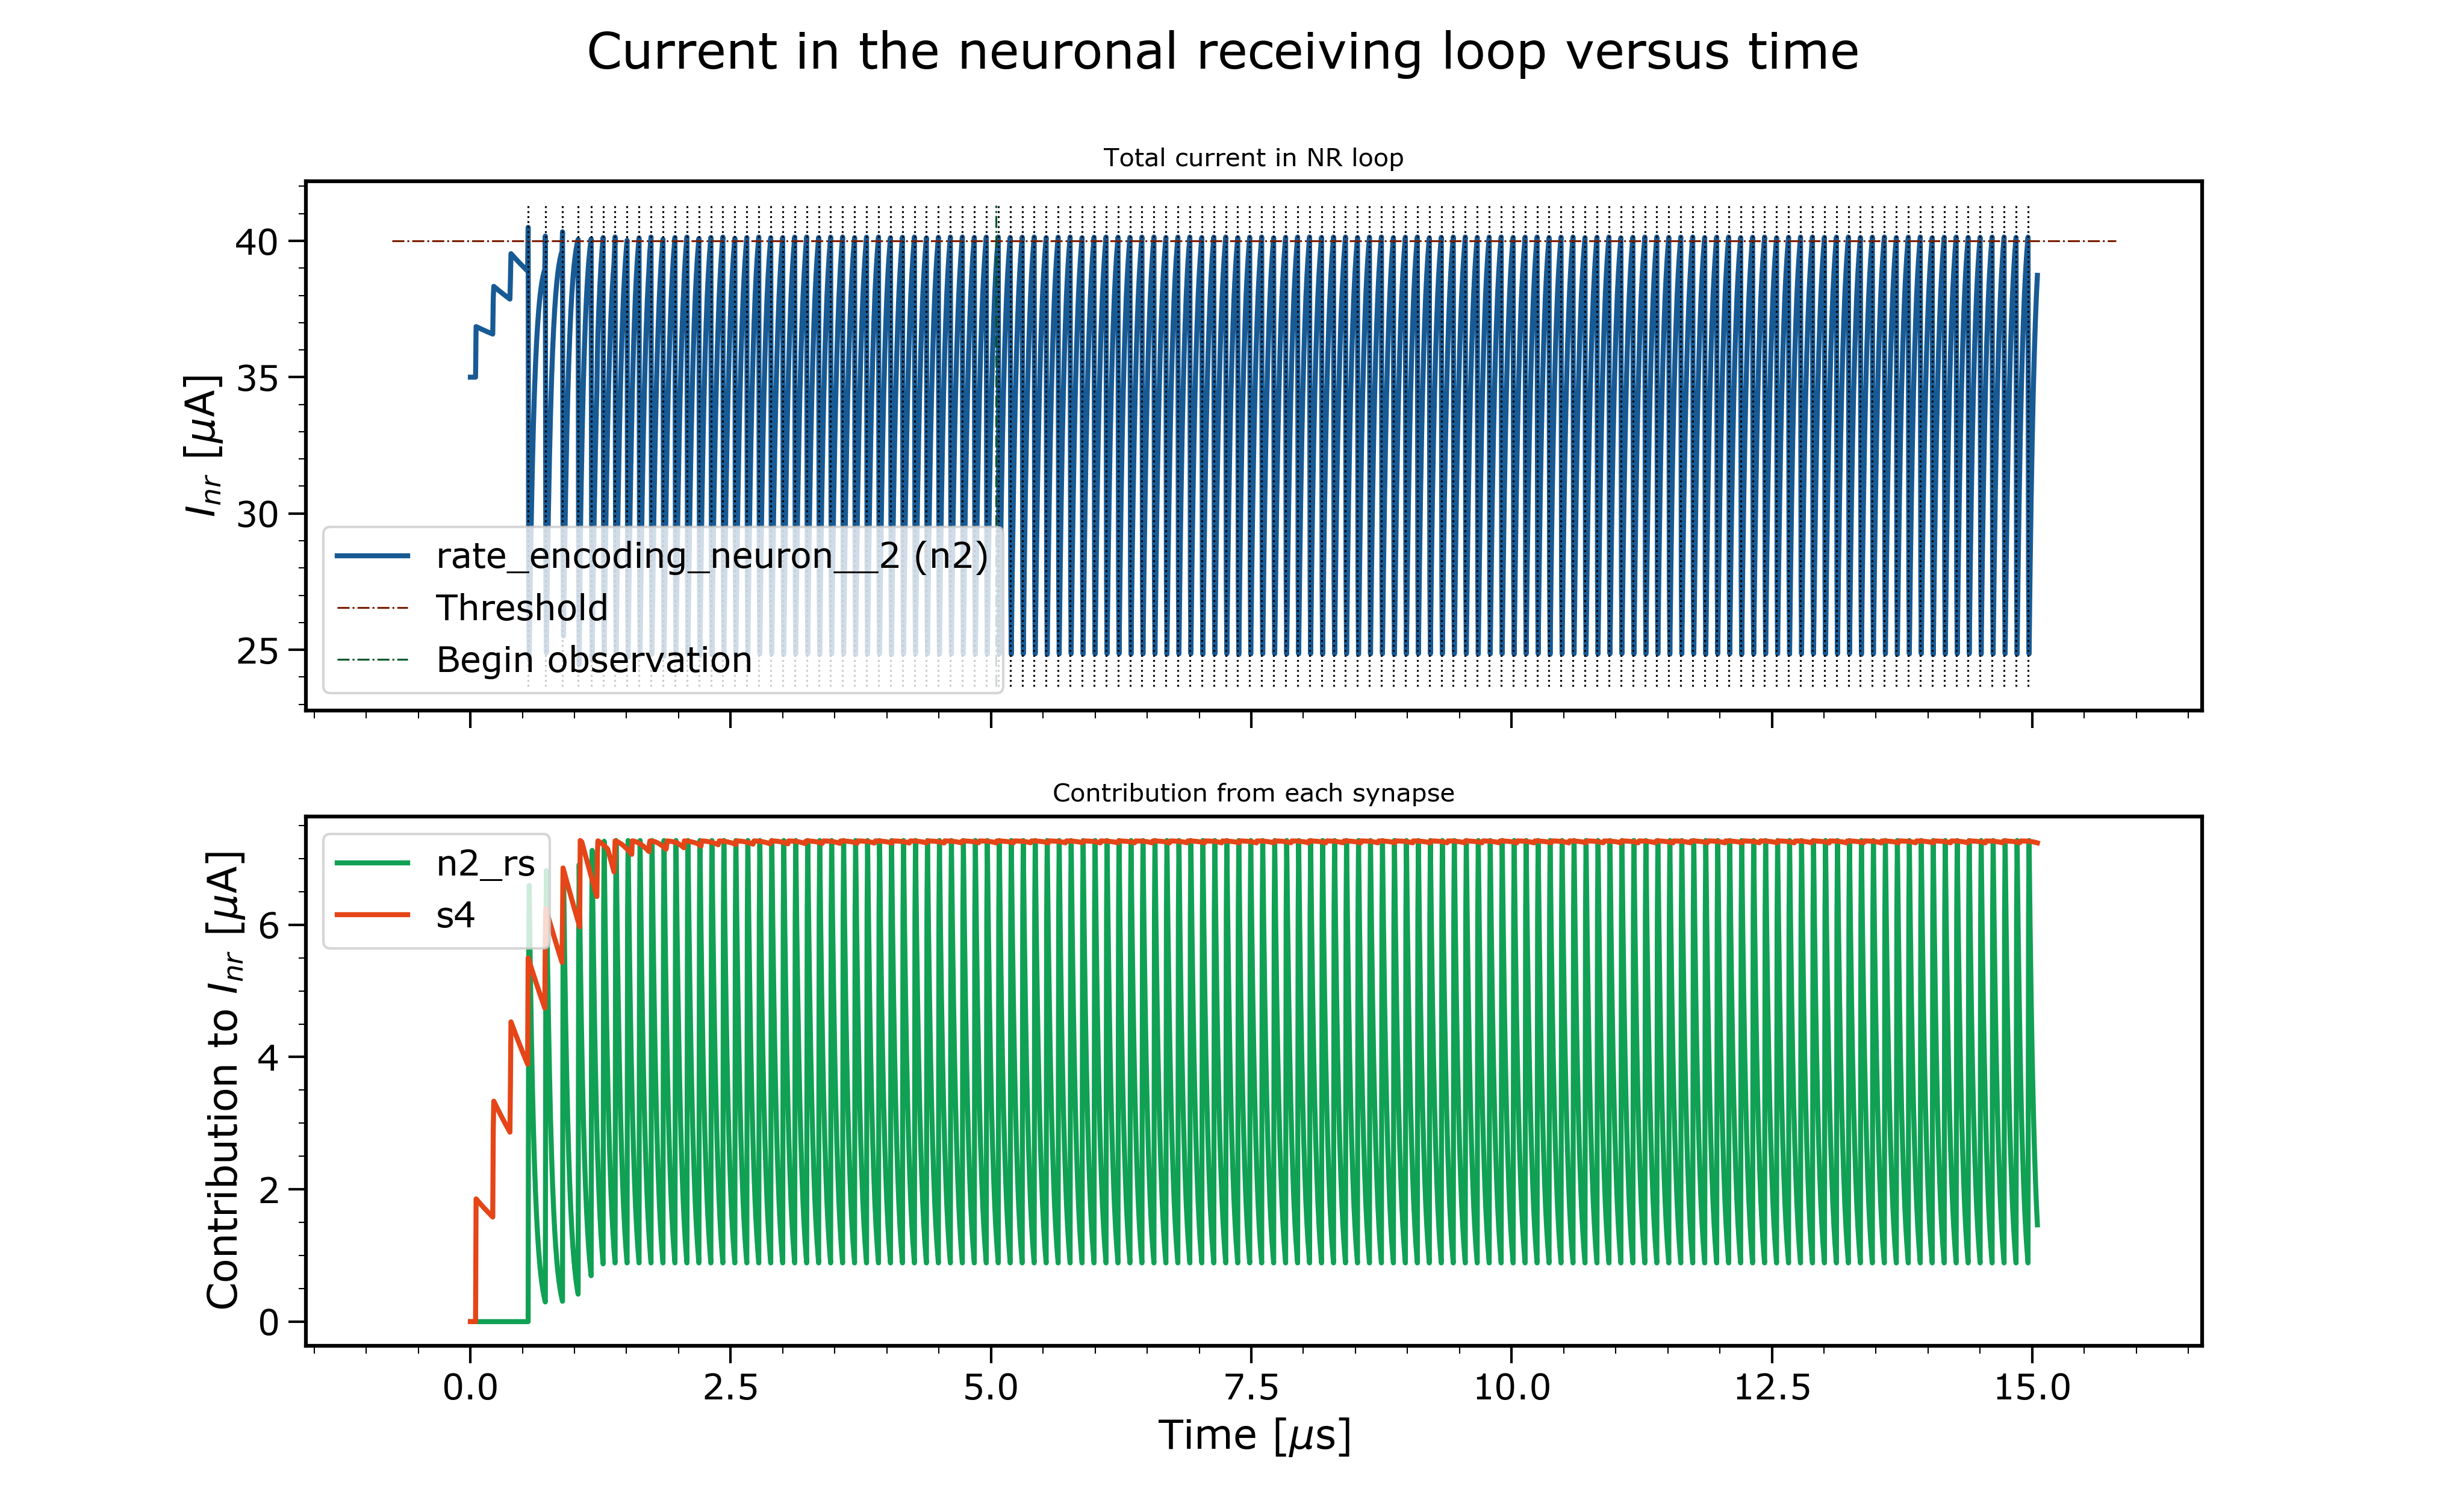 Current in the neuronal receiving loop versus time
Total current in NR loop
40
35
30
25
I_nr [μA]
rate_encoding_neuron__2 (n2)
Threshold
Begin observation
Contribution from each synapse
6
4
2
0
Contribution to I_nr [μA]
n2_rs
s4
0.0 2.5 5.0 7.5 10.0 12.5 15.0
Time [μs]